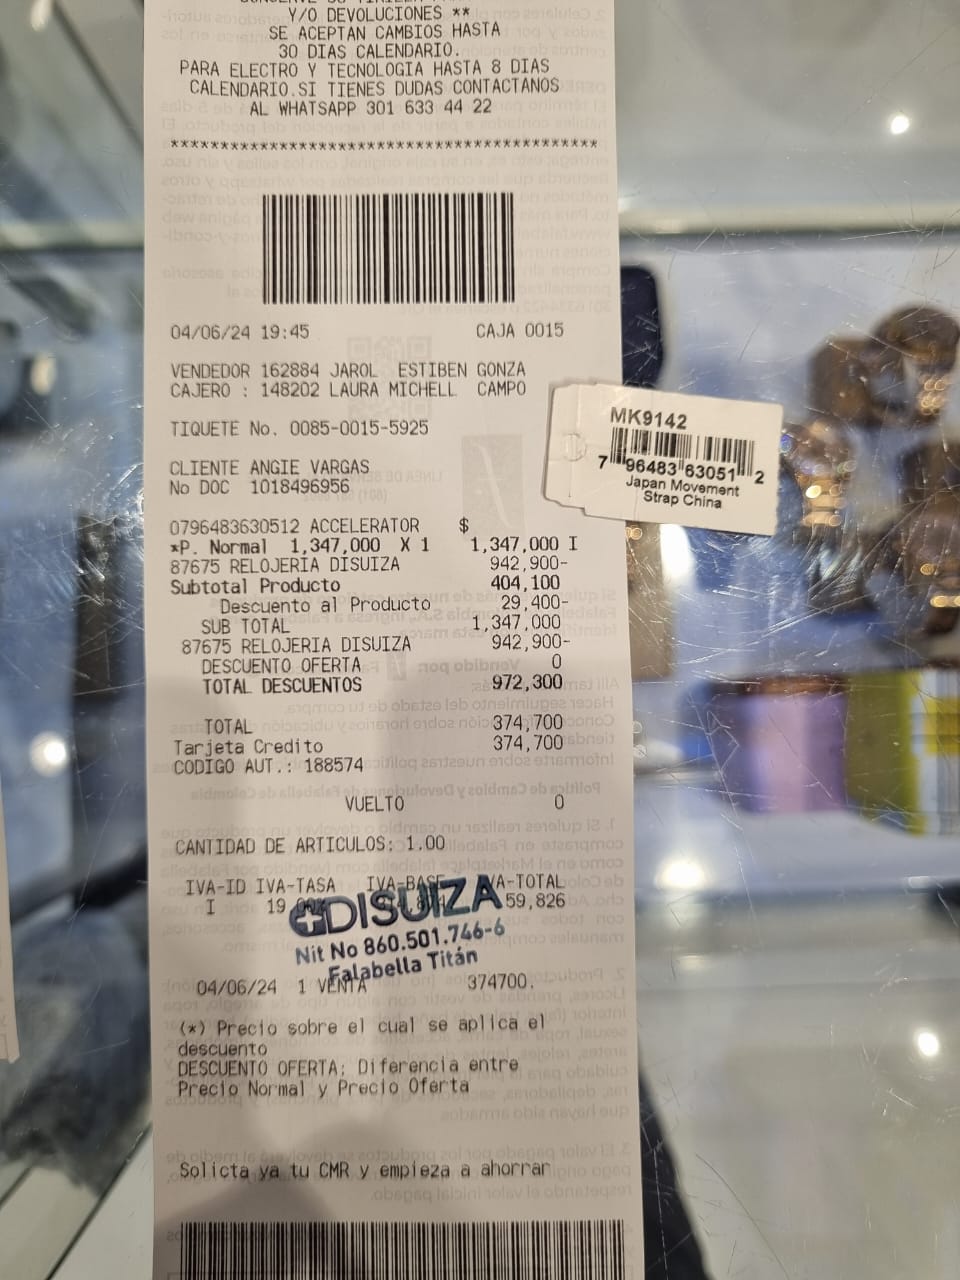 Y/O DEVOLUCIONES **
SE ACEPTAN CAMBIOS HASTA
30 DIAS CALENDARIO.
PARA ELECTRO Y TECNOLOGIA HASTA 8 DIAS
CALENDARIO.SI TIENES DUDAS CONTACTANOS
AL WHATSAPP 301 633 44 22
*******************************************
04/06/24 19:45 CAJA 0015
VENDEDOR 162884 JAROL ESTIBEN GONZA
CAJERO : 148202 LAURA MICHELL CAMPO
TIQUETE No. 0085-0015-5925
CLIENTE ANGIE VARGAS
No DOC 1018496956
0796483630512 ACCELERATOR $
*P. Normal 1,347,000 X 1 1,347,000 I
87675 RELOJERIA DISUIZA 942,900-
Subtotal Producto 404,100
Descuento al Producto 29,400-
SUB TOTAL 1,347,000
87675 RELOJERIA DISUIZA 942,900-
DESCUENTO OFERTA 0
TOTAL DESCUENTOS 972,300
TOTAL 374,700
Tarjeta Credito 374,700
CODIGO AUT.: 188574
VUELTO 0
CANTIDAD DE ARTICULOS: 1.00
IVA-ID IVA-TASA IVA-BASE IVA-TOTAL
I 19 59,826
DISUIZA
Nit No 860.501.746-6
Falabella Titán
04/06/24 1 VENTA 374700.
(*) Precio sobre el cual se aplica el
descuento
DESCUENTO OFERTA: Diferencia entre
Precio Normal y Precio Oferta
Solicta ya tu CMR y empieza a ahorrar
MK9142
7 96483 63051 2
Japan Movement
Strap China